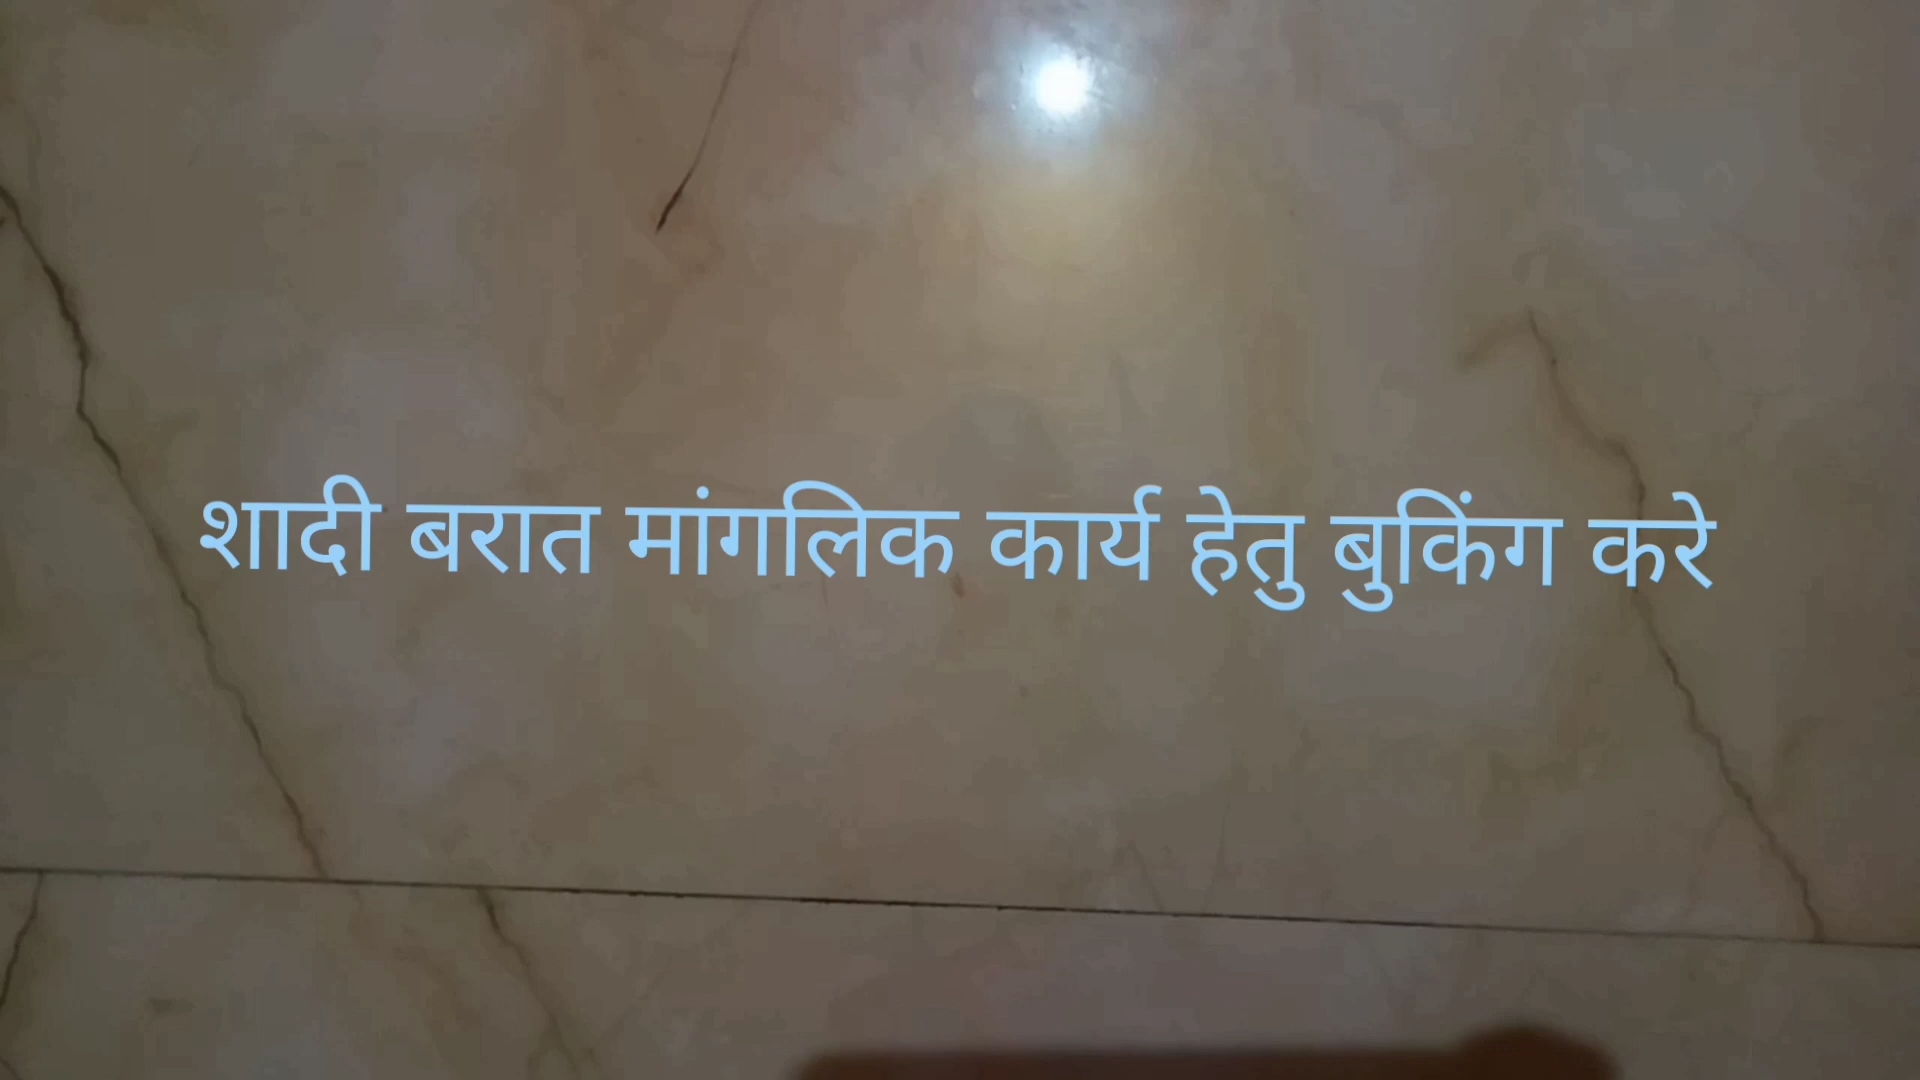 शादी बरात मांगलिक कार्य हेतु बुकिंग करे